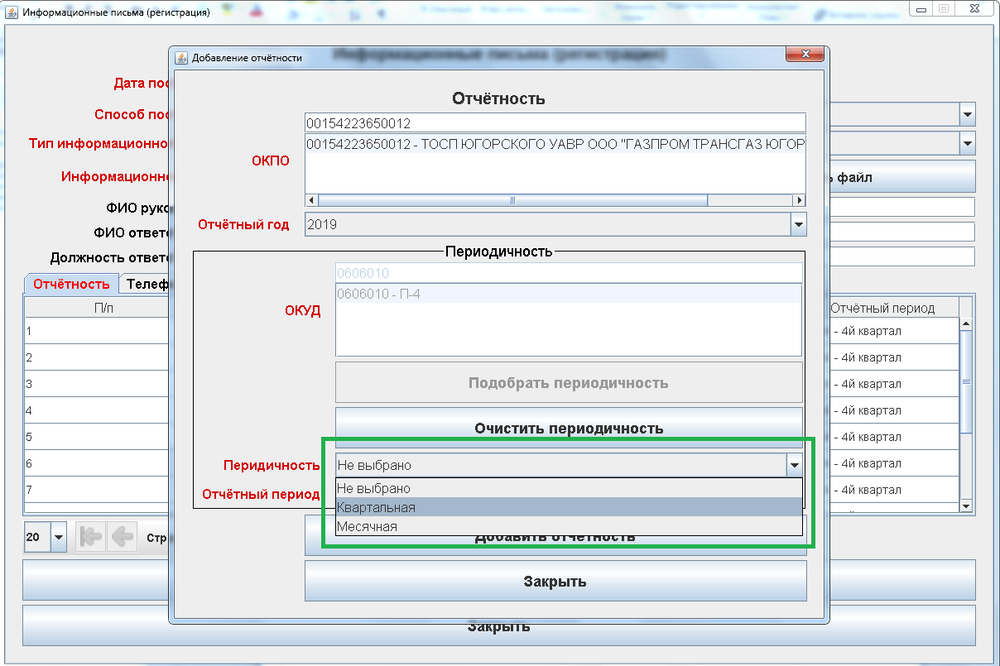 Информационные письма (регистрация)
Добавление отчётности
Информационные письма (регистрация)
Отчётность
Дата пос
Способ пос
Тип информационно
Информационно
ь файл
ФИО руко
ФИО ответо
Должность ответо
00154223650012
ОКПО
00154223650012 - ТОСП ЮГОРСКОГО УАВР ООО "ГАЗПРОМ ТРАНСГАЗ ЮГОР
Отчётный год
2019
Периодичность
0606010
ОКУД
0606010 - П-4
Подобрать периодичность
Очистить периодичность
Перидичность
Не выбрано
Не выбрано
Квартальная
Месячная
Отчётный период
Добавить отчётность
Закрыть
Отчётность
Телеф
П/п
Отчётный период
1
- 4й квартал
2
- 4й квартал
3
- 4й квартал
4
- 4й квартал
5
- 4й квартал
6
- 4й квартал
7
- 4й квартал
20
Стр
Закрыть